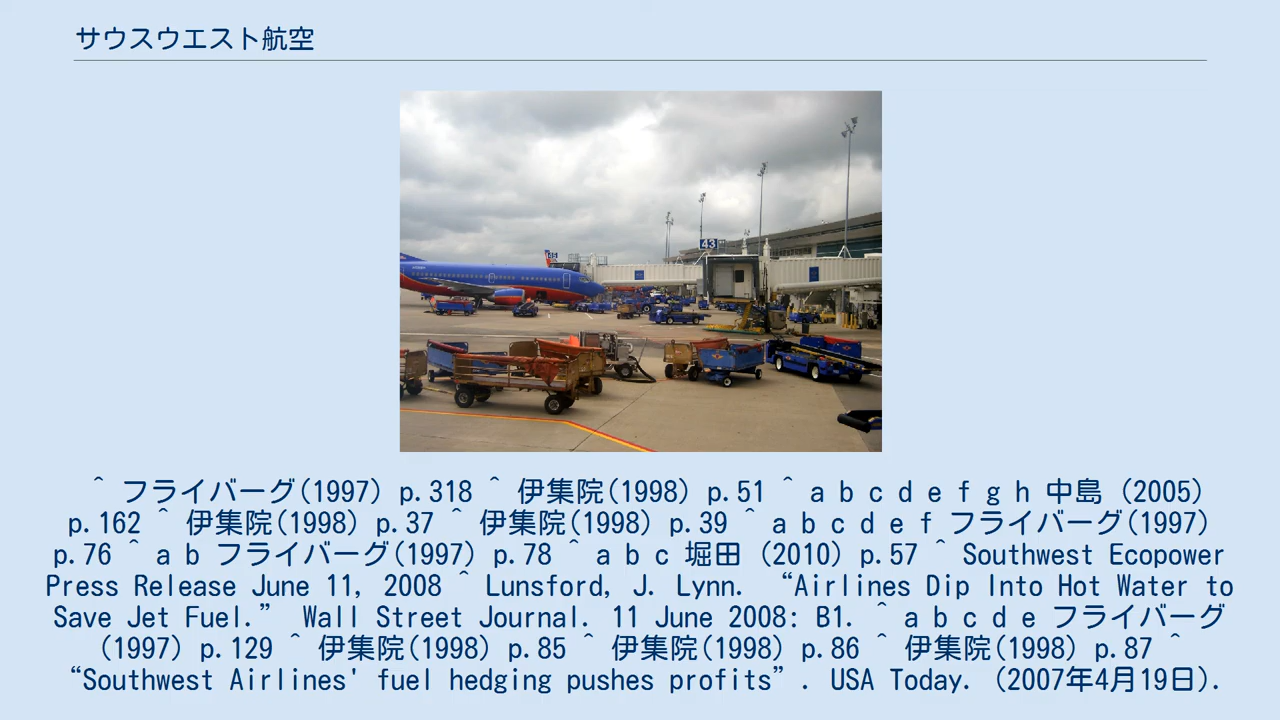 サウスウエスト航空
43
45
^ フライバーグ(1997) p.318 ^ 伊集院(1998) p.51 ^ a b c d e f g h 中島 (2005)
p.162 ^ 伊集院(1998) p.37 ^ 伊集院(1998) p.39 ^ a b c d e f フライバーグ(1997)
p.76 ^ a b フライバーグ(1997) p.78 ^ a b c 堀田 (2010) p.57 ^ Southwest Ecopower
Press Release June 11, 2008 ^ Lunsford, J. Lynn. “Airlines Dip Into Hot Water to
Save Jet Fuel.” Wall Street Journal. 11 June 2008: B1. ^ a b c d e フライバーグ
(1997) p.129 ^ 伊集院(1998) p.85 ^ 伊集院(1998) p.86 ^ 伊集院(1998) p.87 ^
“Southwest Airlines' fuel hedging pushes profits”. USA Today. (2007年4月19日).